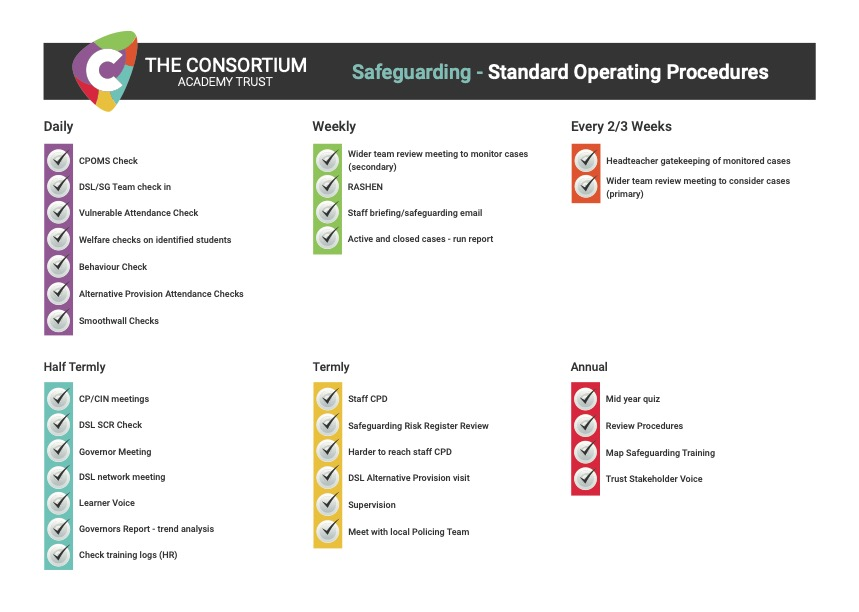 THE CONSORTIUM
ACADEMY TRUST
Safeguarding - Standard Operating Procedures
Daily
CPOMS Check
DSL/SG Team check in
Vulnerable Attendance Check
Welfare checks on identified students
Behaviour Check
Alternative Provision Attendance Checks
Smoothwall Checks
Weekly
Wider team review meeting to monitor cases
(secondary)
RASHEN
Staff briefing/safeguarding email
Active and closed cases - run report
Every 2/3 Weeks
Headteacher gatekeeping of monitored cases
Wider team review meeting to consider cases
(primary)
Half Termly
CP/CIN meetings
DSL SCR Check
Governor Meeting
DSL network meeting
Learner Voice
Governors Report - trend analysis
Check training logs (HR)
Termly
Staff CPD
Safeguarding Risk Register Review
Harder to reach staff CPD
DSL Alternative Provision visit
Supervision
Meet with local Policing Team
Annual
Mid year quiz
Review Procedures
Map Safeguarding Training
Trust Stakeholder Voice